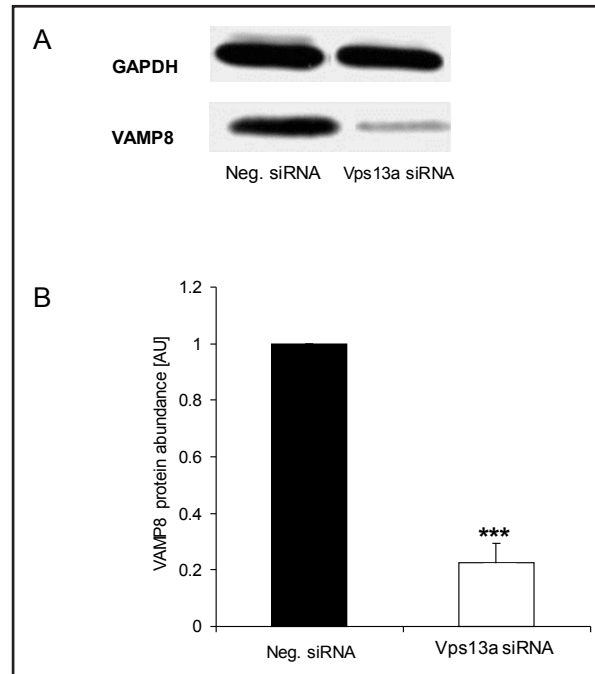 A
GAPDH
VAMP8
Neg. siRNA Vps13a siRNA
B
VAMP8 protein abundance [AU]
1.2
1
0.8
0.6
0.4
0.2
0
***
Neg. siRNA Vps13a siRNA